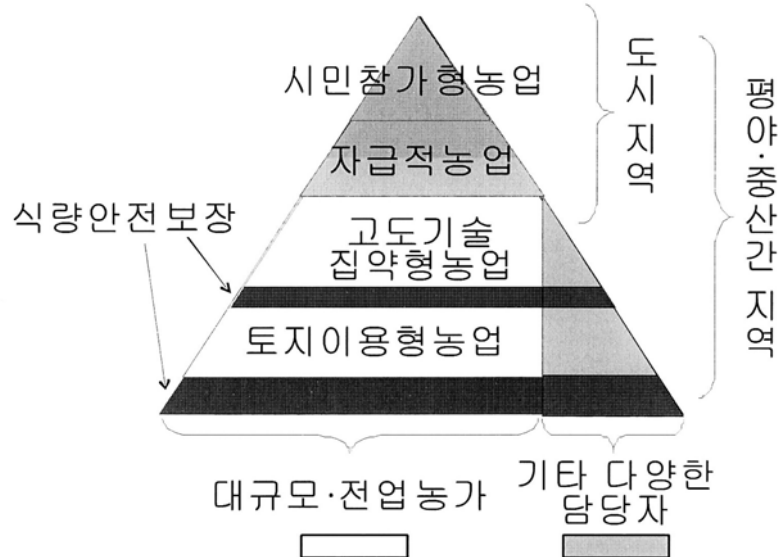 시민참가형농업
자급적농업
고도기술
집약형농업
토지이용형농업
식량안전보장
도시 지역
평야·중산간 지역
대규모·전업농가
기타 다양한
담당자